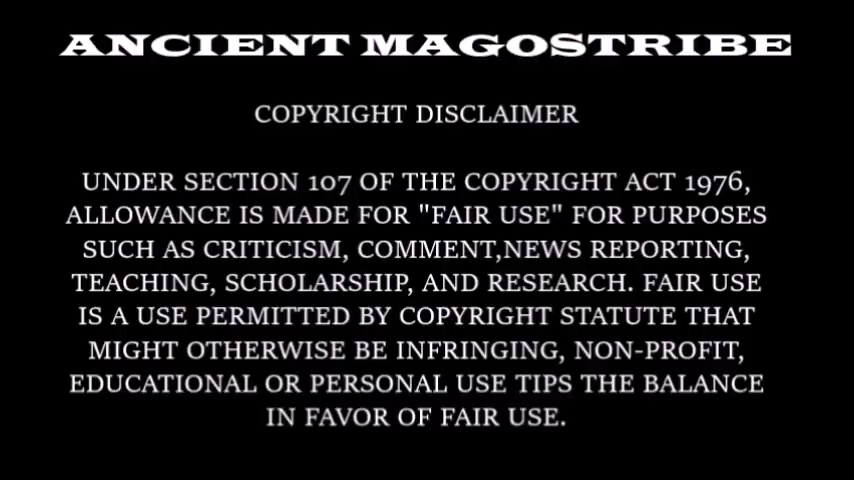 ANCIENT MAGOSTRIBE
COPYRIGHT DISCLAIMER
UNDER SECTION 107 OF THE COPYRIGHT ACT 1976,
ALLOWANCE IS MADE FOR "FAIR USE" FOR PURPOSES
SUCH AS CRITICISM, COMMENT,NEWS REPORTING,
TEACHING, SCHOLARSHIP, AND RESEARCH. FAIR USE
IS A USE PERMITTED BY COPYRIGHT STATUTE THAT
MIGHT OTHERWISE BE INFRINGING, NON-PROFIT,
EDUCATIONAL OR PERSONAL USE TIPS THE BALANCE
IN FAVOR OF FAIR USE.